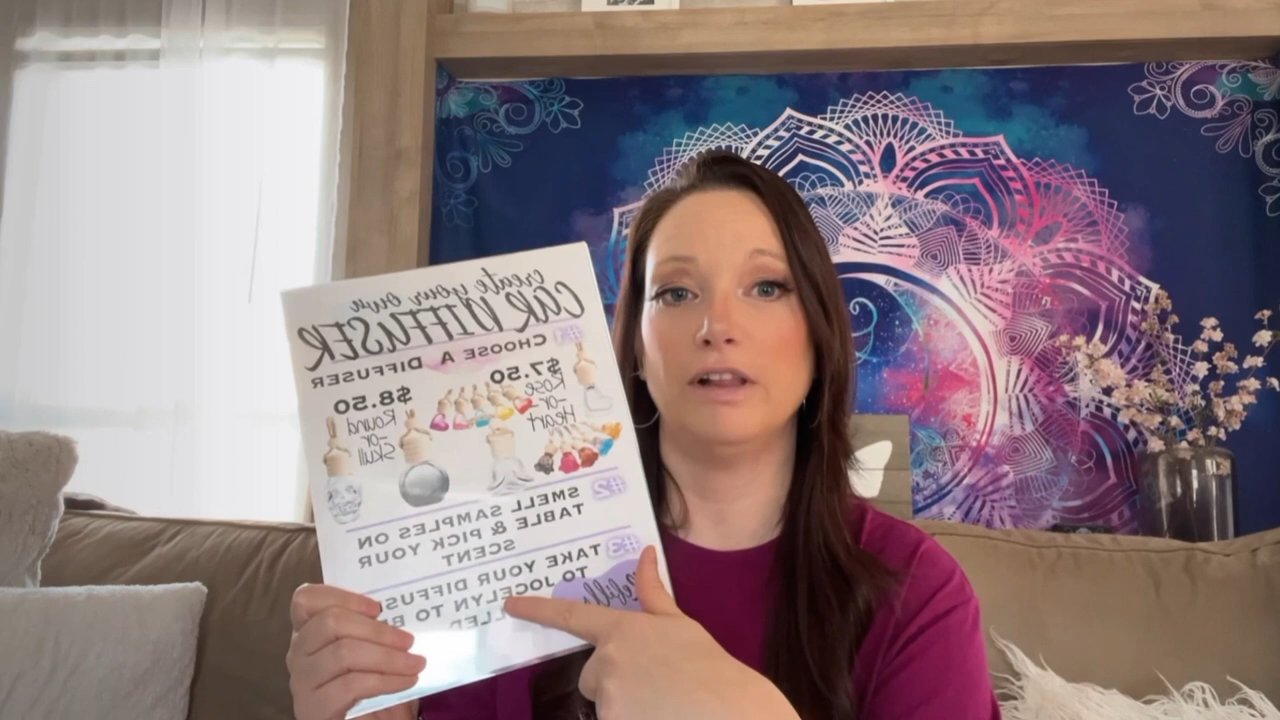 create your own
CAR DIFFUSER
#1
CHOOSE A DIFFUSER
$7.50
Rose
-or-
Heart
$8.50
Round
-or-
Skull
#2
SMELL SAMPLES ON
TABLE & PICK YOUR
SCENT
#3
TAKE YOUR
TO JOCELYN TO